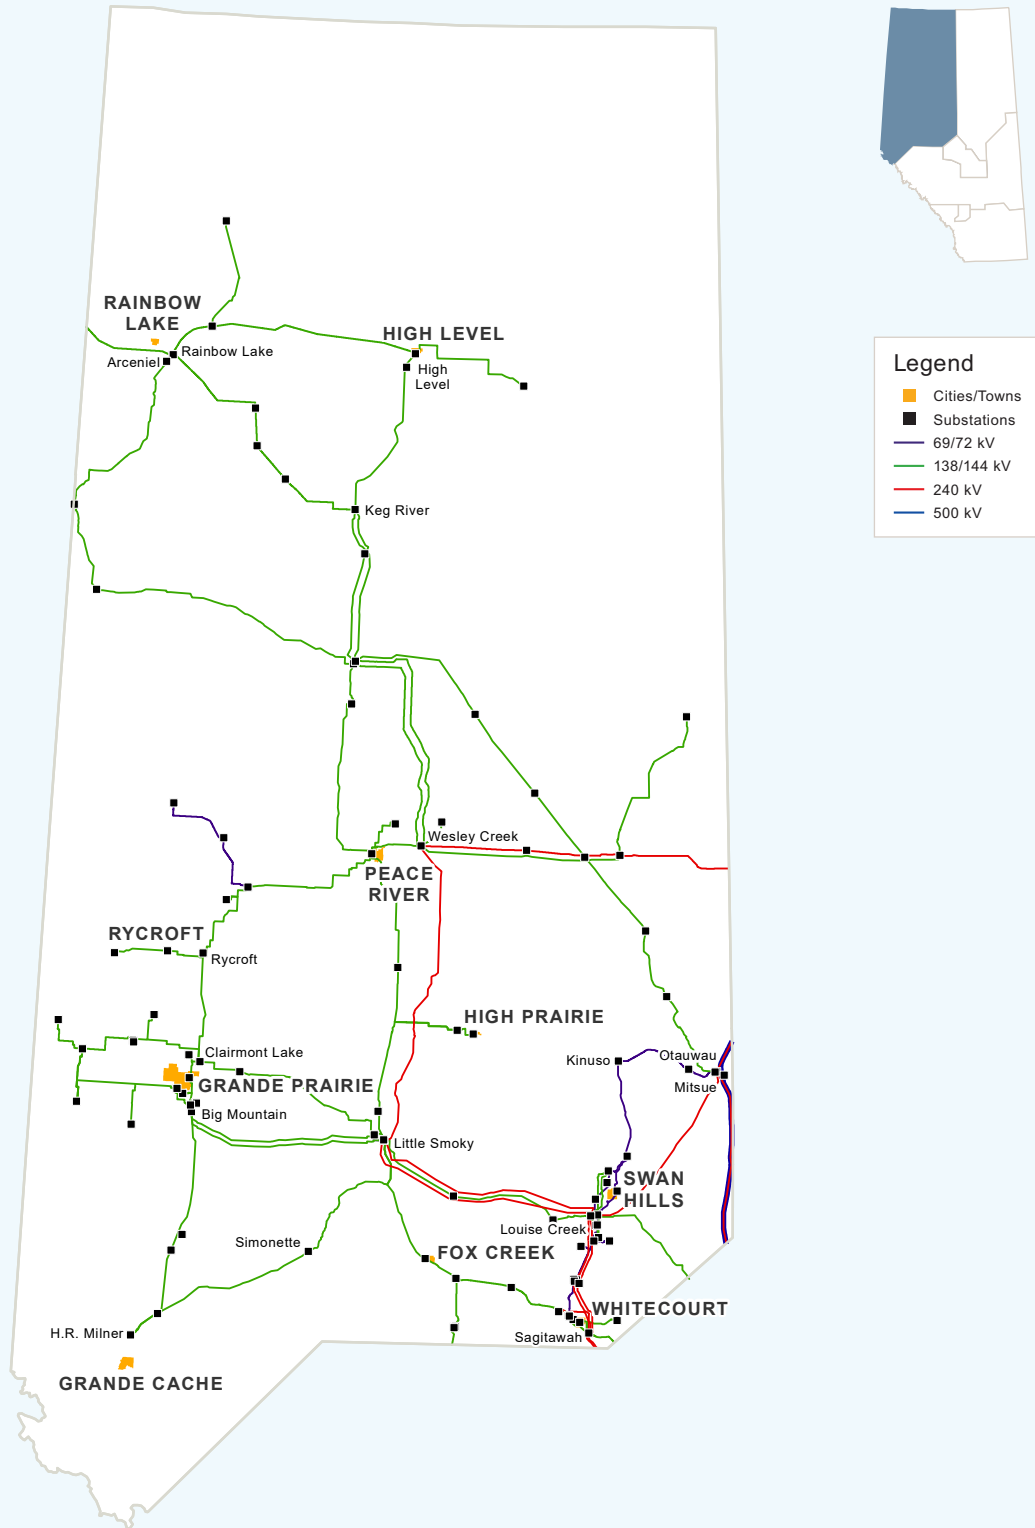 RAINBOW
LAKE
Rainbow Lake
Arceniel
HIGH LEVEL
High
Level
Legend
Cities/Towns
Substations
69/72 kV
138/144 kV
240 kV
500 kV
Keg River
Wesley Creek
PEACE
RIVER
RYCROFT
Rycroft
HIGH PRAIRIE
Clairmont Lake
GRANDE PRAIRIE
Big Mountain
Kinuso
Otauwau
Mitsue
Little Smoky
SWAN
HILLS
Louise Creek
Simonette
FOX CREEK
WHITECOURT
Sagitawah
H.R. Milner
GRANDE CACHE